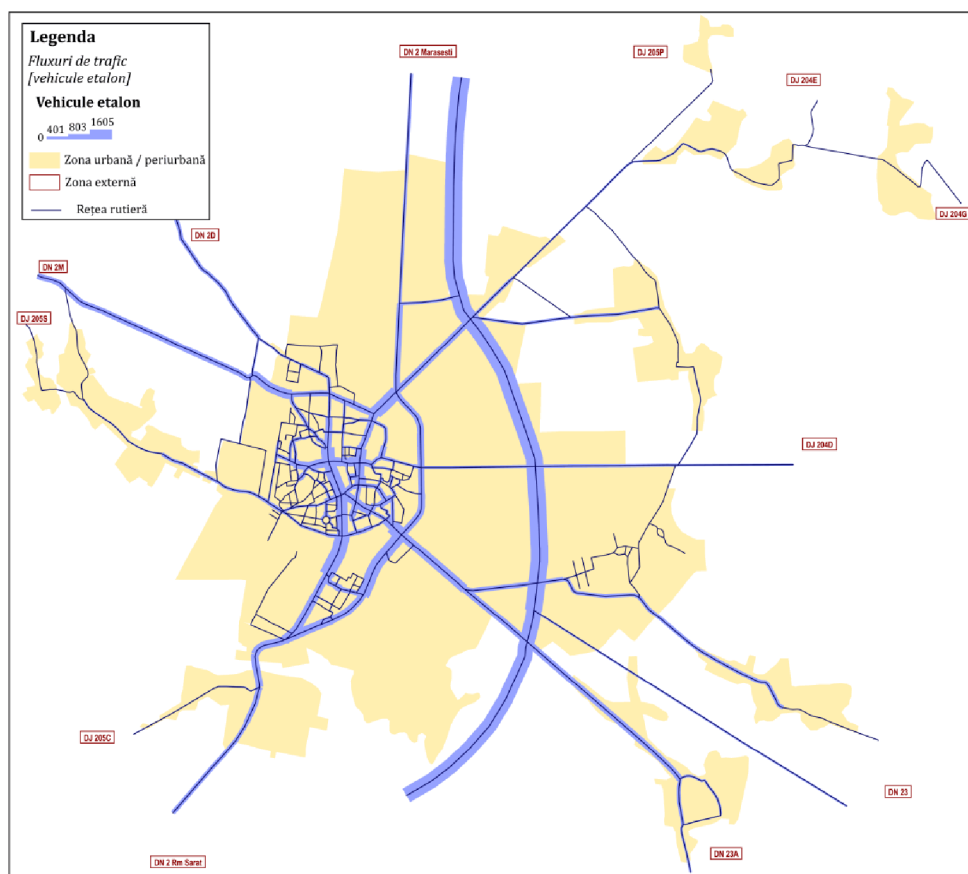 Legenda
Fluxuri de trafic
[vehicule etalon]
Vehicule etalon
0 401 803 1605
Zona urbană / periurbană
Zona externă
Rețea rutieră
DN 2 Marasesti
DJ 205P
DJ 204E
DJ 204G
DN 2D
DN 2M
DJ 205S
DJ 204D
DJ 205C
DN 23
DN 23A
DN 2 Rm Sarat